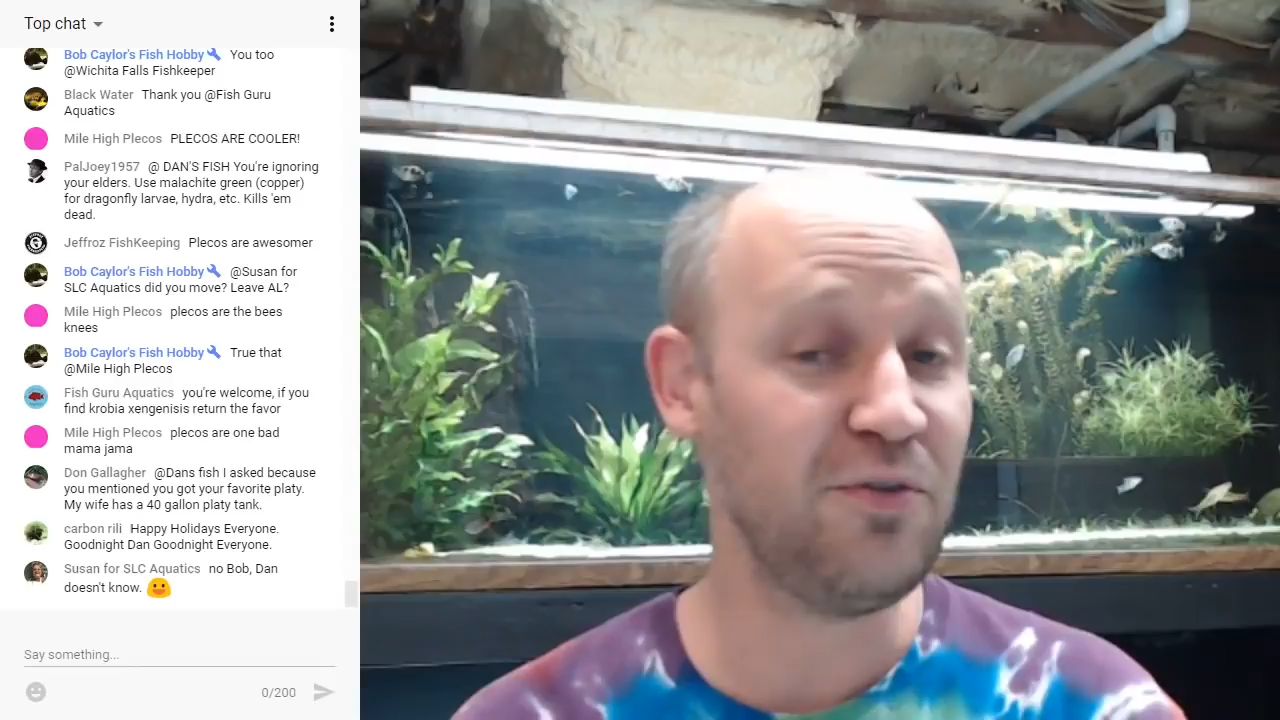 Top chat
Bob Caylor's Fish Hobby You too
@Wichita Falls Fishkeeper
Black Water Thank you @Fish Guru
Aquatics
Mile High Plecos PLECOS ARE COOLER!
PalJoey1957 @ DAN'S FISH You're ignoring
your elders. Use malachite green (copper)
for dragonfly larvae, hydra, etc. Kills 'em
dead.
Jeffroz FishKeeping Plecos are awesomer
Bob Caylor's Fish Hobby @Susan for
SLC Aquatics did you move? Leave AL?
Mile High Plecos plecos are the bees
knees
Bob Caylor's Fish Hobby True that
@Mile High Plecos
Fish Guru Aquatics you're welcome, if you
find krobia xengenisis return the favor
Mile High Plecos plecos are one bad
mama jama
Don Gallagher @Dans fish I asked because
you mentioned you got your favorite platy.
My wife has a 40 gallon platy tank.
carbon rili Happy Holidays Everyone.
Goodnight Dan Goodnight Everyone.
Susan for SLC Aquatics no Bob, Dan
doesn't know.
Say something...
0/200